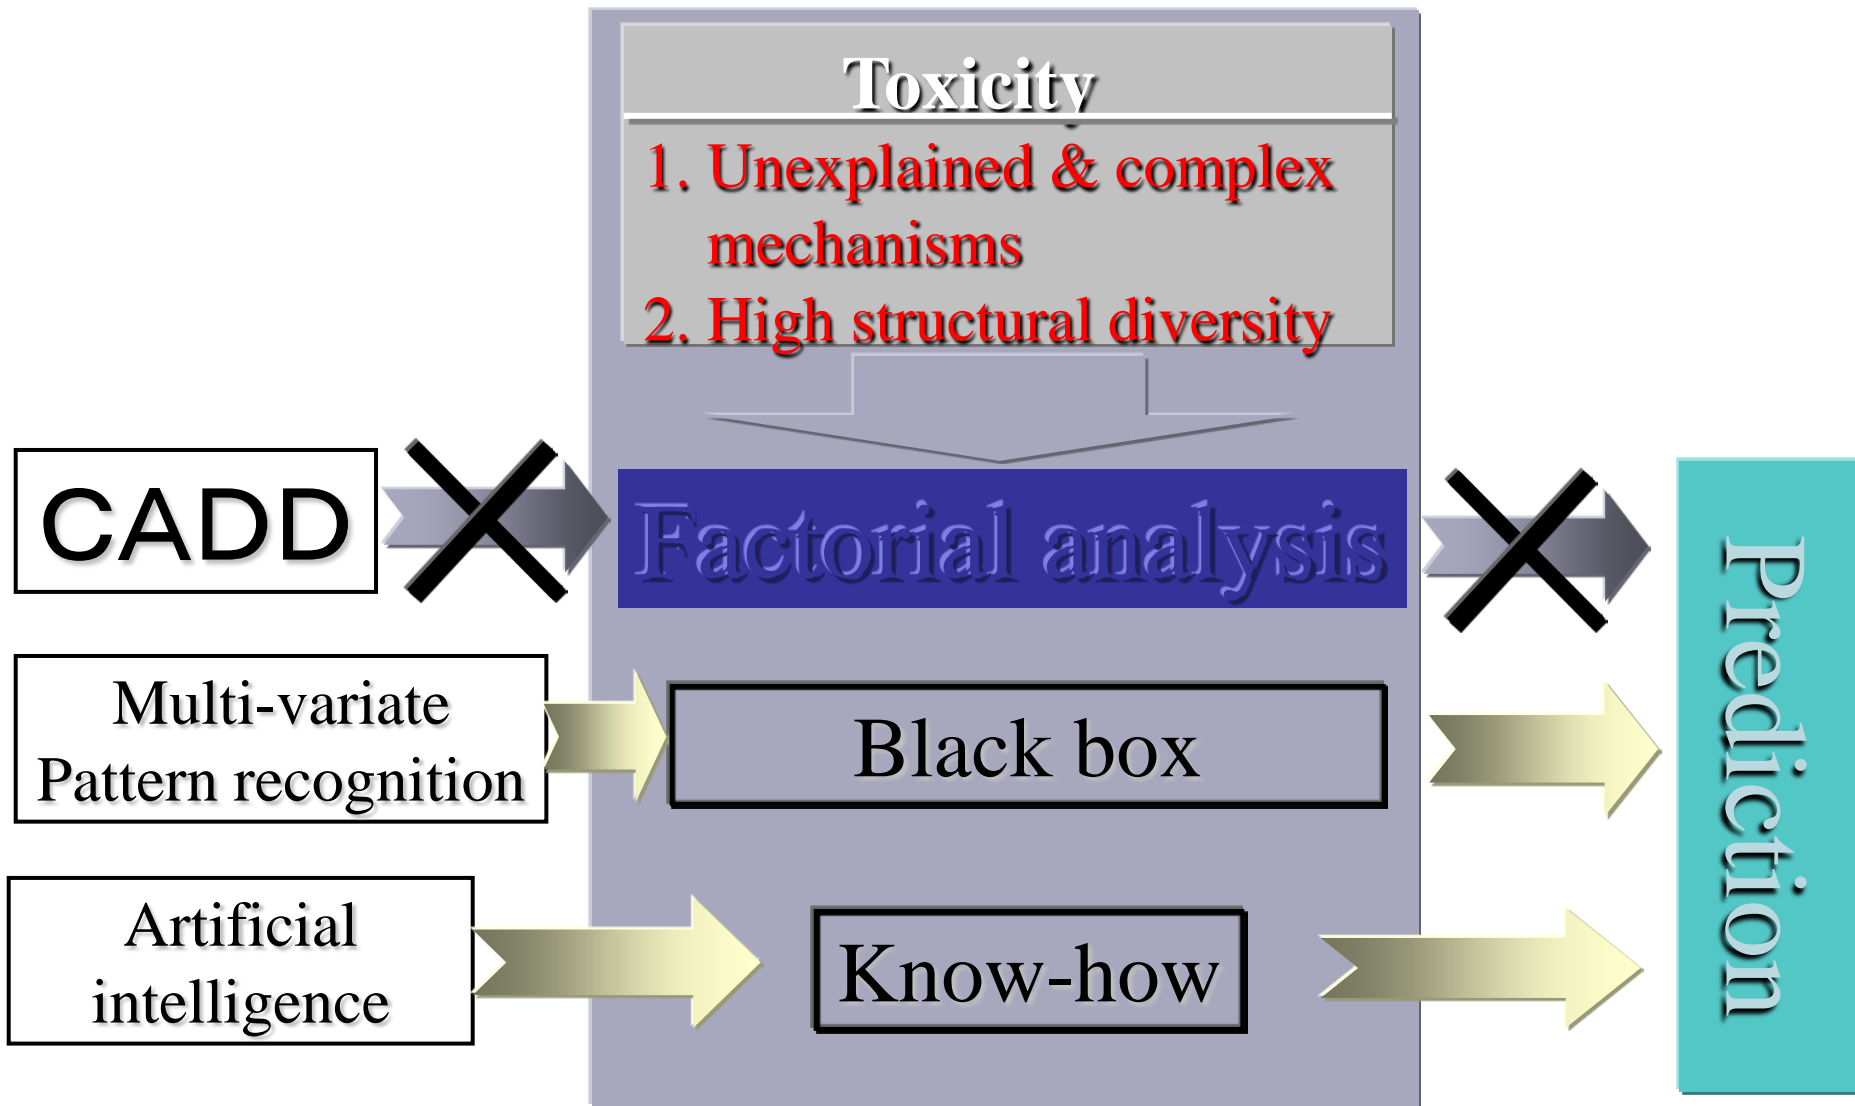 Toxicity
1. Unexplained & complex
mechanisms
2. High structural diversity
CADD
Factorial analysis
Multi-variate
Pattern recognition
Black box
Artificial
intelligence
Know-how
Prediction